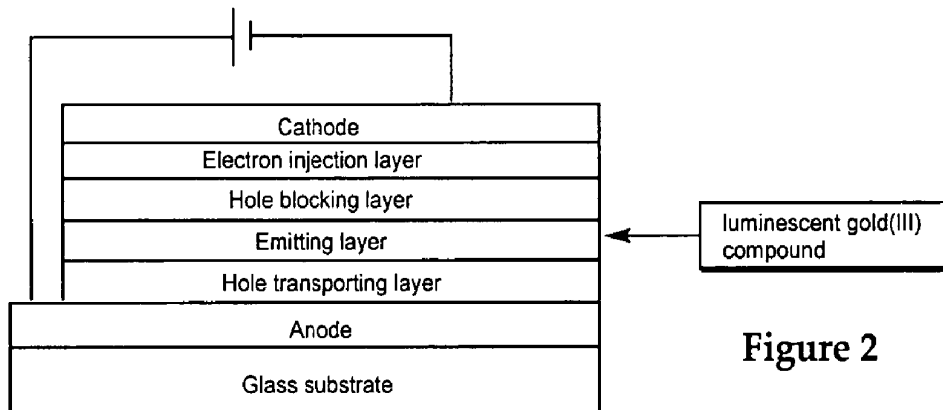 Cathode
Electron injection layer
Hole blocking layer
Emitting layer
Hole transporting layer
Anode
Glass substrate
luminescent gold(III)
compound
Figure 2